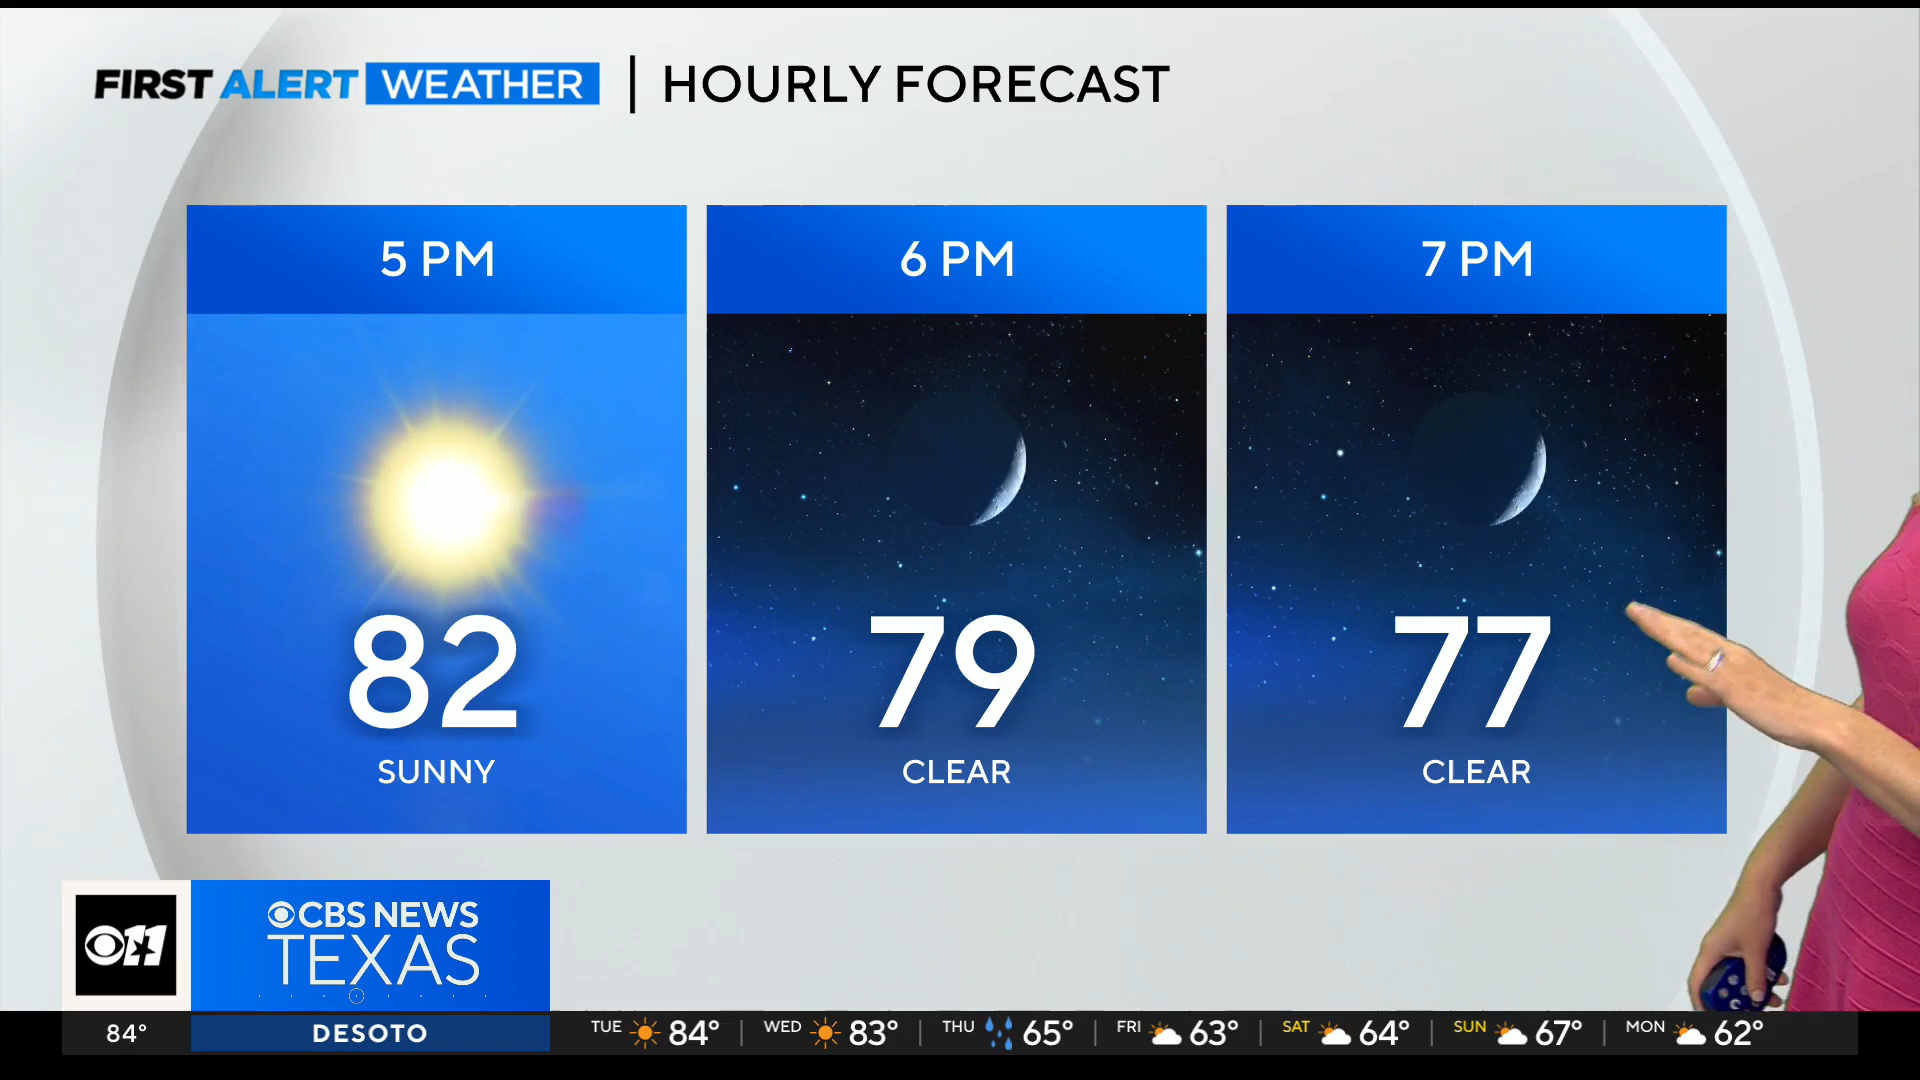 FIRST ALERT WEATHER | HOURLY FORECAST
5 PM
82
SUNNY
6 PM
79
CLEAR
7 PM
77
CLEAR
11
CBS NEWS
TEXAS
84° DESOTO TUE 84° | WED 83° | THU 65° | FRI 63° | SAT 64° | SUN 67° | MON 62°